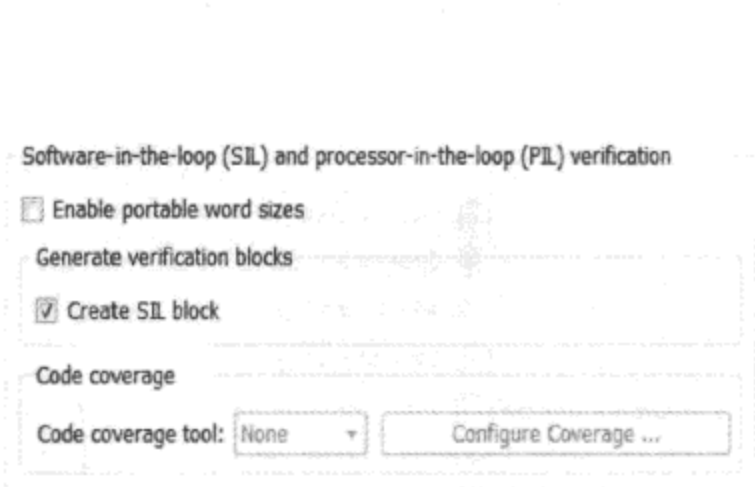 Software-in-the-loop (SIL) and processor-in-the-loop (PIL) verification
Enable portable word sizes
Generate verification blocks
Create SIL block
Code coverage
Code coverage tool: None Configure Coverage ...